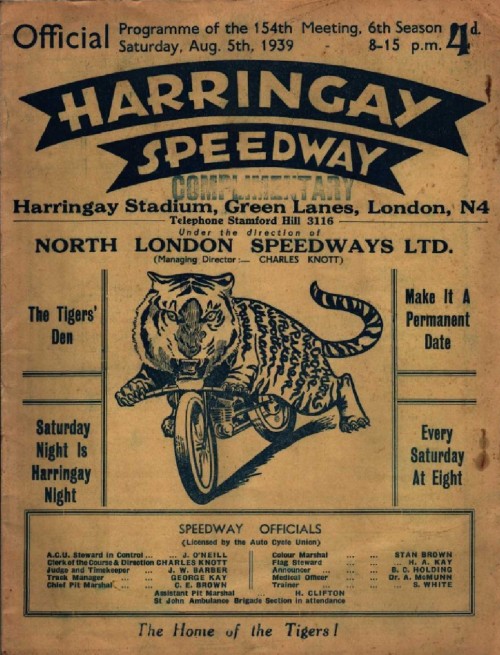 Official
Programme of the 154th Meeting, 6th Season
Saturday, Aug. 5th, 1939 8-15 p.m.
4d.
HARRINGAY
SPEEDWAY
COMPLIMENTARY
Harringay Stadium, Green Lanes, London, N4
Telephone Stamford Hill 3116
Under the direction of
NORTH LONDON SPEEDWAYS LTD.
(Managing Director :— CHARLES KNOTT)
The Tigers'
Den
Make It A
Permanent
Date
Saturday
Night Is
Harringay
Night
Every
Saturday
At Eight
SPEEDWAY OFFICIALS
(Licensed by the Auto Cycle Union)
A.C.U. Steward in Control ... ... J. O'NEILL
Clerk of the Course & Direction CHARLES KNOTT
Judge and Timekeeper ... J. W. BARBER
Track Manager ... ... GEORGE KAY
Chief Pit Marshal ... ... C. E. BROWN
Colour Marshal ... ... STAN BROWN
Flag Steward ... ... H. A. KAY
Announcer ... ... ... S. C. HOLDING
Medical Officer ... ... Dr. A. McMUNN
Trainer ... ... ... S. WHITE
Assistant Pit Marshal H. CLIFTON
St John Ambulance Brigade Section in attendance
The Home of the Tigers!